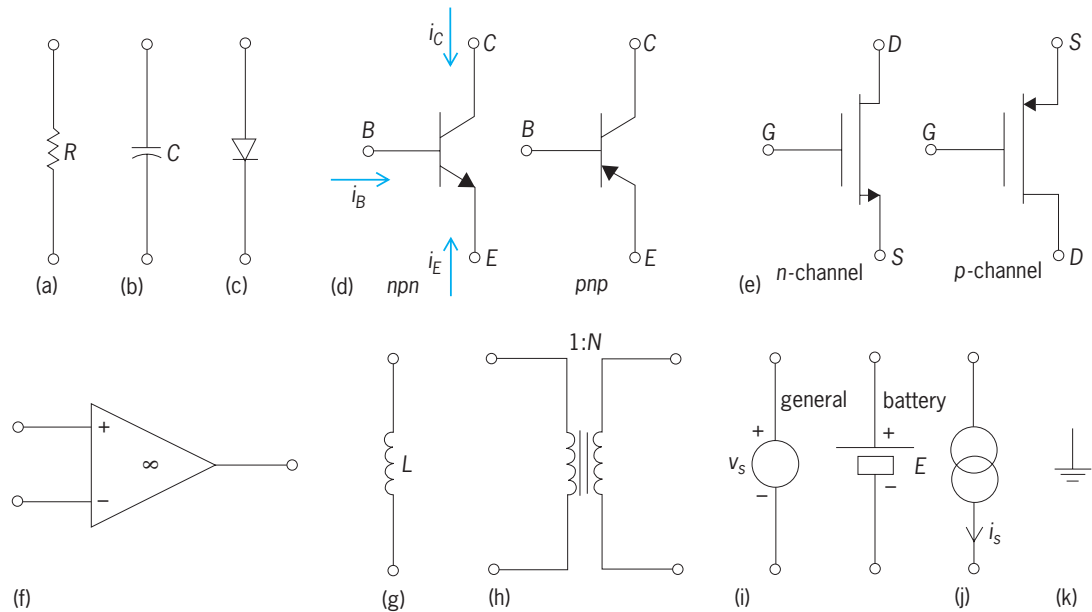 R
(a)
C
(b)
(c)
i_C
C
B
i_B
i_E
E
(d)
npn
C
B
E
pnp
D
G
S
(e)
n-channel
S
G
D
p-channel
+
∞
−
(f)
L
(g)
1:N
(h)
general
+
v_s
−
(i)
battery
+
E
−
i_s
(j)
(k)